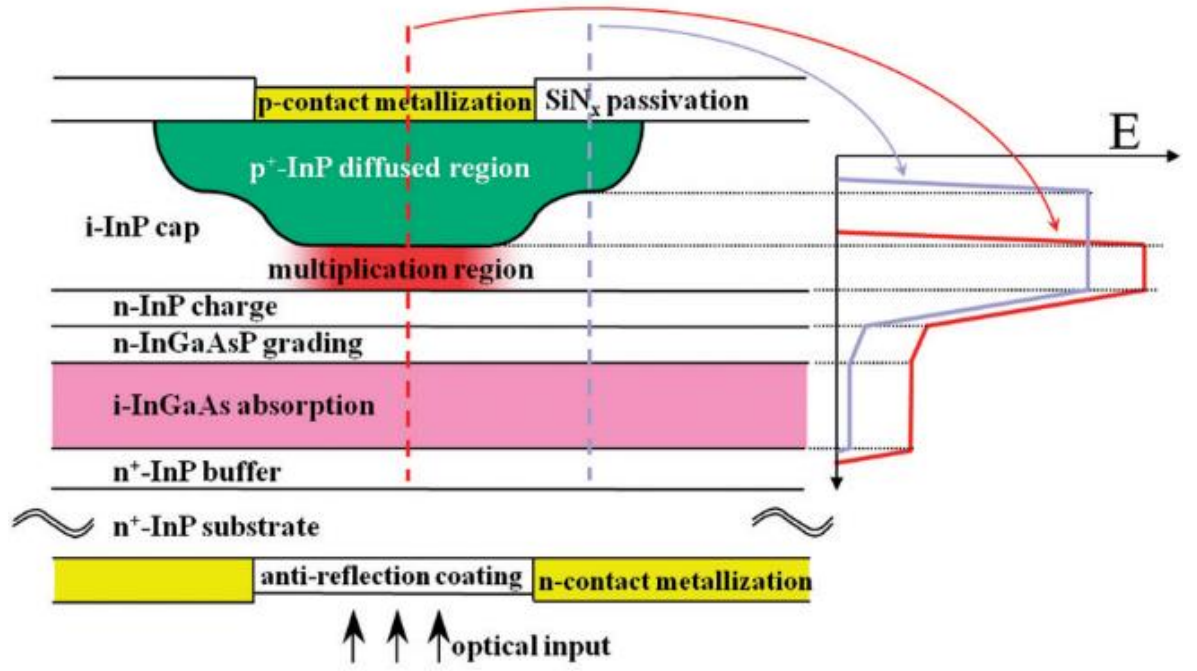 p-contact metallization
SiNx passivation
E
p+-InP diffused region
i-InP cap
multiplication region
n-InP charge
n-InGaAsP grading
i-InGaAs absorption
n+-InP buffer
n+-InP substrate
anti-reflection coating
n-contact metallization
optical input